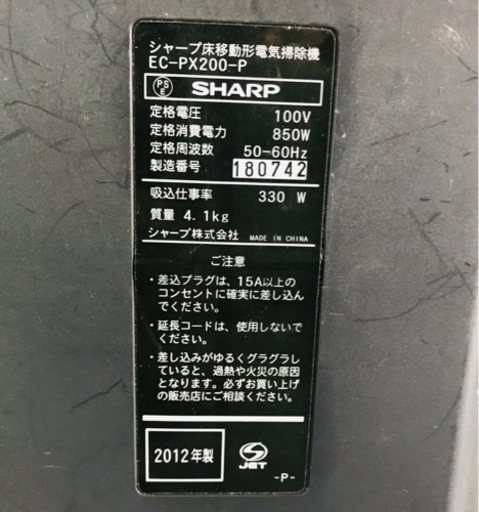 シャープ床移動形電気掃除機
EC-PX200-P
PSE SHARP
定格電圧 100V
定格消費電力 850W
定格周波数 50-60Hz
製造番号 180742
吸込仕事率 330 W
質量 4.1kg
シャープ株式会社 MADE IN CHINA
ご注意
・差込プラグは、15A以上の
コンセントに確実に差し込ん
でください。
・延長コードは、使用しないで
ください。
・差し込みがゆるくグラグラ
していると、過熱や火災の原因
となります。必ずお買い上げ
の販売店にご相談ください。
2012年製
JET
-P-